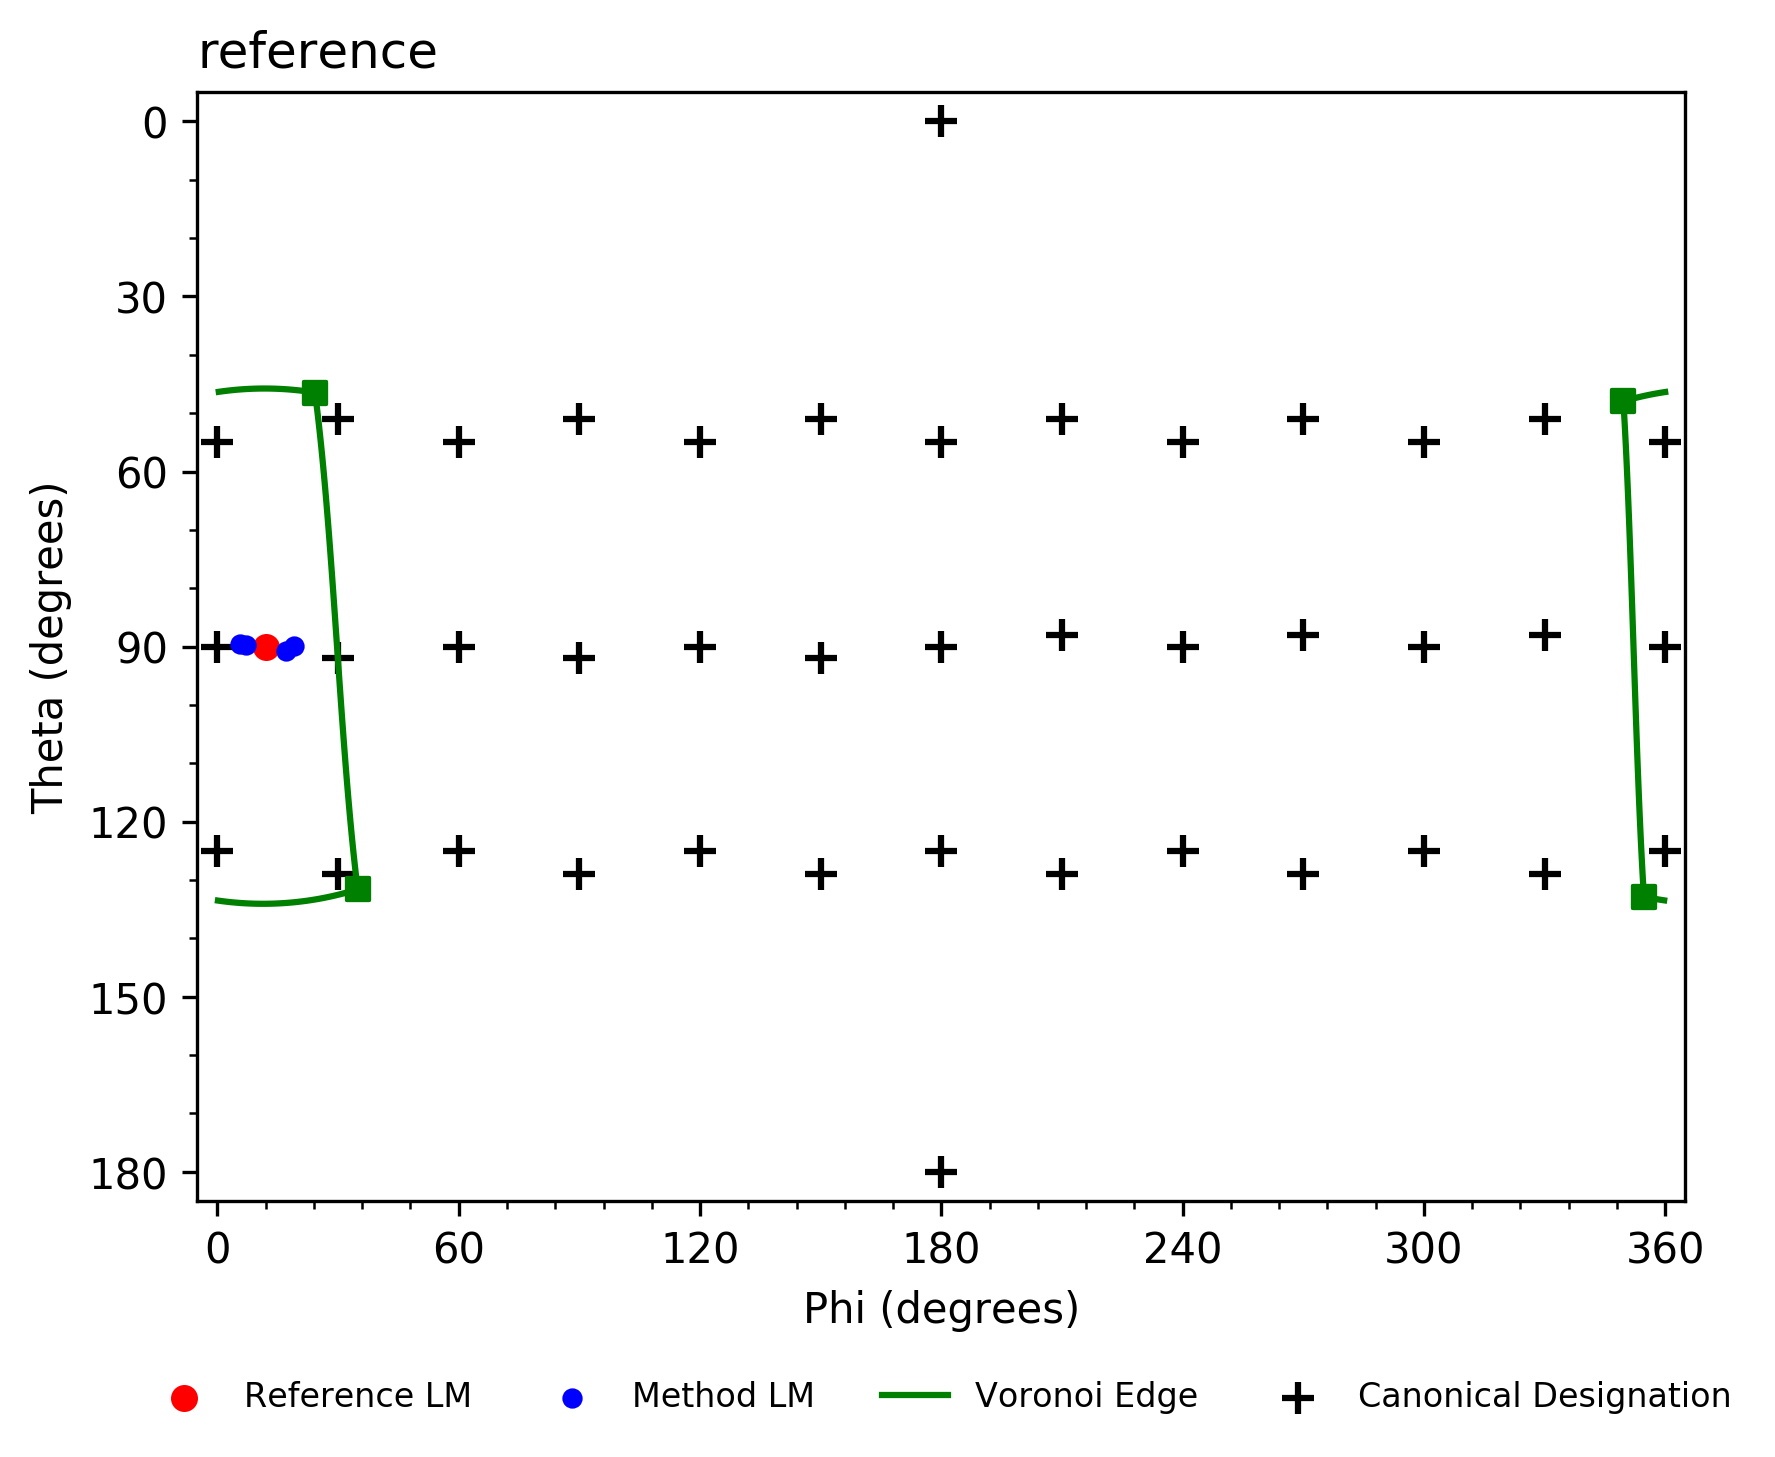 reference
0
30
60
90
120
150
180
Theta (degrees)
0 60 120 180 240 300 360
Phi (degrees)
Reference LM Method LM Voronoi Edge Canonical Designation